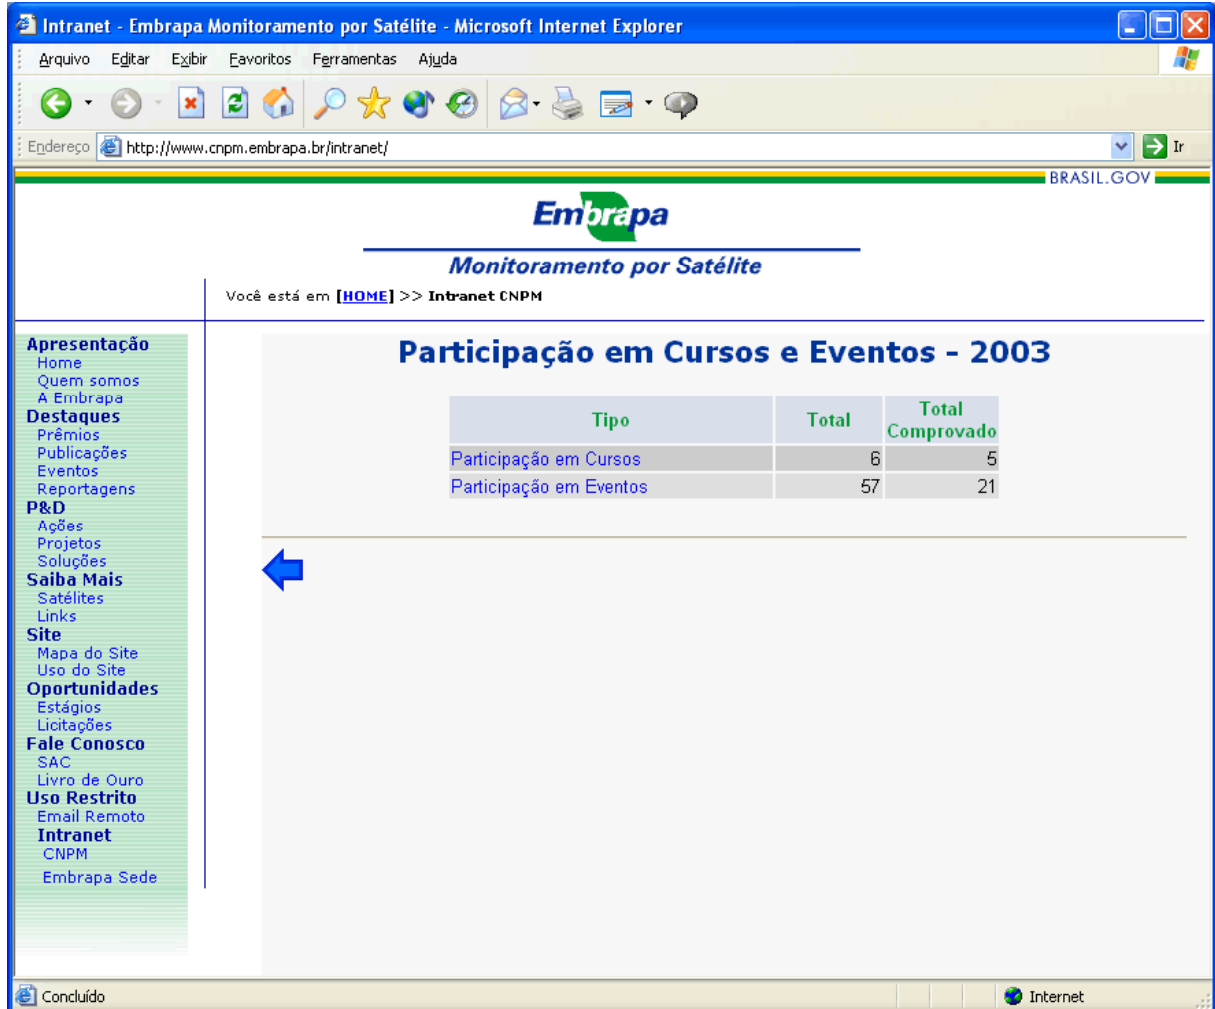 Intranet - Embrapa Monitoramento por Satélite - Microsoft Internet Explorer
Arquivo Editar Exibir Favoritos Ferramentas Ajuda
Endereço http://www.cnpm.embrapa.br/intranet/ Ir
BRASIL.GOV
Embrapa
Monitoramento por Satélite
Você está em [HOME] >> Intranet CNPM
Apresentação
Home
Quem somos
A Embrapa
Destaques
Prêmios
Publicações
Eventos
Reportagens
P&D
Ações
Projetos
Soluções
Saiba Mais
Satélites
Links
Site
Mapa do Site
Uso do Site
Oportunidades
Estágios
Licitações
Fale Conosco
SAC
Livro de Ouro
Uso Restrito
Email Remoto
Intranet
CNPM
Embrapa Sede
Participação em Cursos e Eventos - 2003
Tipo Total Total Comprovado
Participação em Cursos 6 5
Participação em Eventos 57 21
Concluído Internet